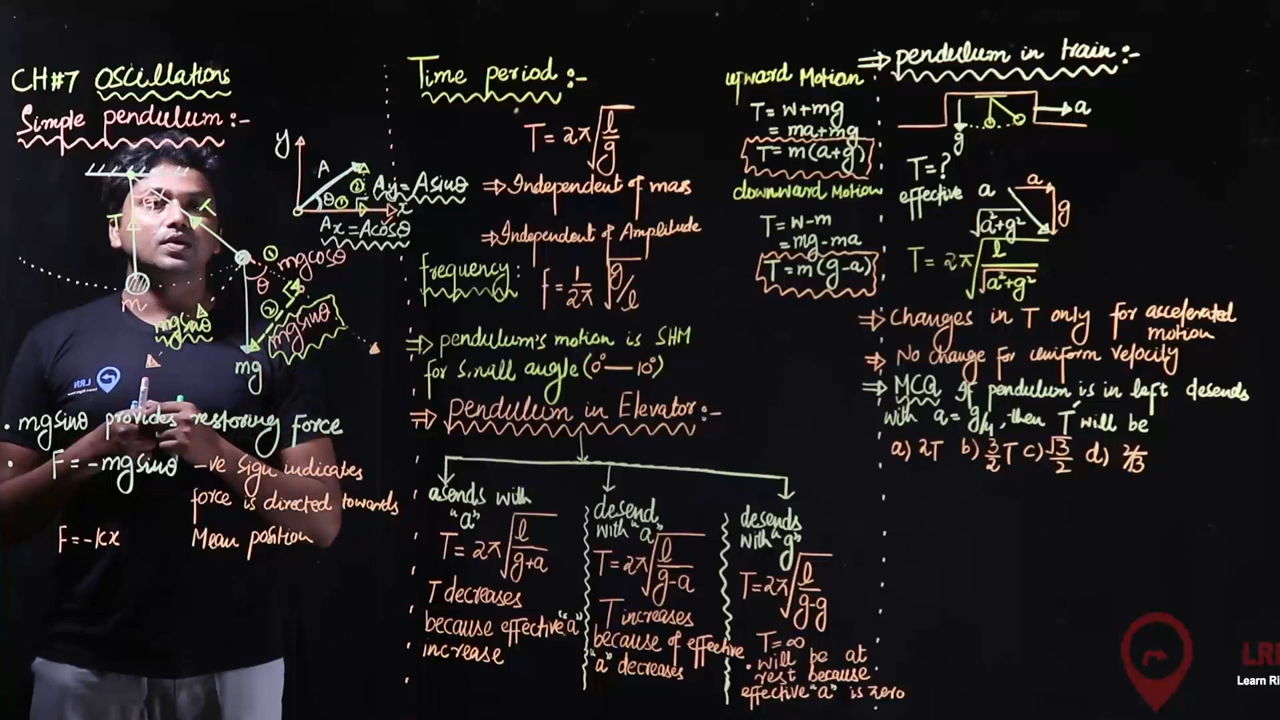 CH#7 Oscillations
Simple pendulum:-
y
A
Ay=Asinθ
θ
x
Ax=Acosθ
θ
T
T
mgcosθ
θ
m
mgsinθ
mgsinθ
mg
LRN
. mgsinθ provides restoring force
. F=-mgsinθ -ve sign indicates
force is directed towards
F=-kx Mean position
Time period:-
T=2π√(l/g)
⇒Independent of mass
⇒Independent of Amplitude
frequency: f=1/2π √(g/l)
⇒ pendulum's motion is SHM
for small angle (0°—10°)
⇒ pendulum in Elevator:-
asends with
"a"
T=2π√(l/g+a)
T decreases
because effective "a"
increase
desend
with "a"
T=2π√(l/g-a)
T increases
because of effective
"a" decreases
desends
with "g"
T=2π√(l/g-g)
T=∞
. will be at
rest because
effective "a" is zero
upward Motion
T=w+mg
=ma+mg
T=m(a+g)
downward Motion
T=w-m
=mg-ma
T=m(g-a)
⇒pendulum in train:-
a
g
T=?
effective a
a
g
√a²+g²
T=2π√(l/√a²+g²)
⇒ Changes in T only for accelerated
motion
⇒ No change for uniform velocity
⇒ MCQ If pendulum is in left desends
with a=g/4, then T' will be
a) 2T b) 3/2 T c) √3/2 d) 2/√3
LR
Learn Ri